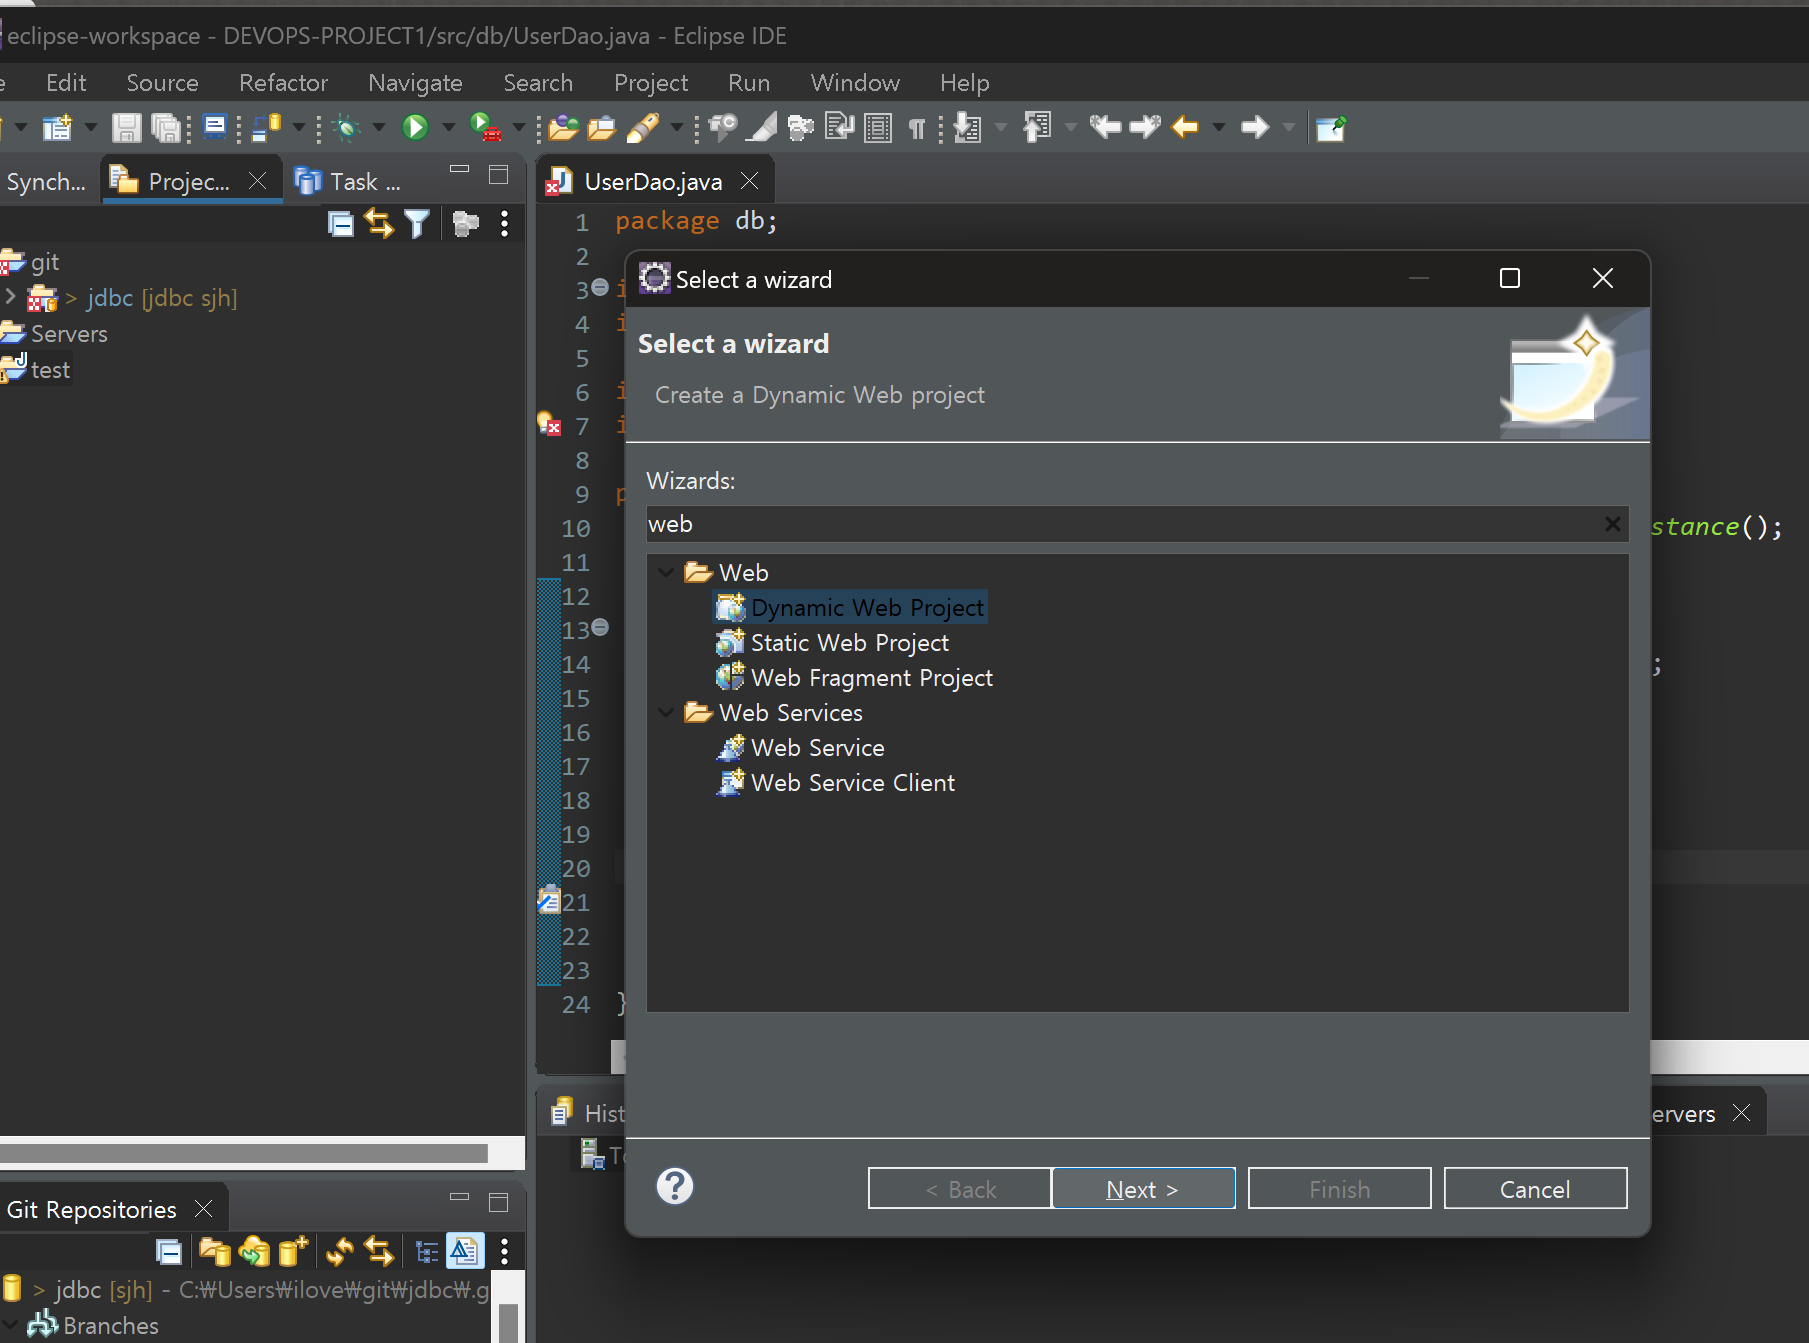 eclipse-workspace - DEVOPS-PROJECT1/src/db/UserDao.java - Eclipse IDE
Edit Source Refactor Navigate Search Project Run Window Help
Synch... Projec... Task ...
UserDao.java
git
> jdbc [jdbc sjh]
Servers
test
1 package db;
2
3
4
5
6
7
8
9
10 stance();
11
12
13
14 ;
15
16
17
18
19
20
21
22
23
24 }
Select a wizard
Select a wizard
Create a Dynamic Web project
Wizards:
web
Web
Dynamic Web Project
Static Web Project
Web Fragment Project
Web Services
Web Service
Web Service Client
< Back Next > Finish Cancel
Hist
ervers
Git Repositories
> jdbc [sjh] - C:₩Users₩ilove₩git₩jdbc₩.g
Branches